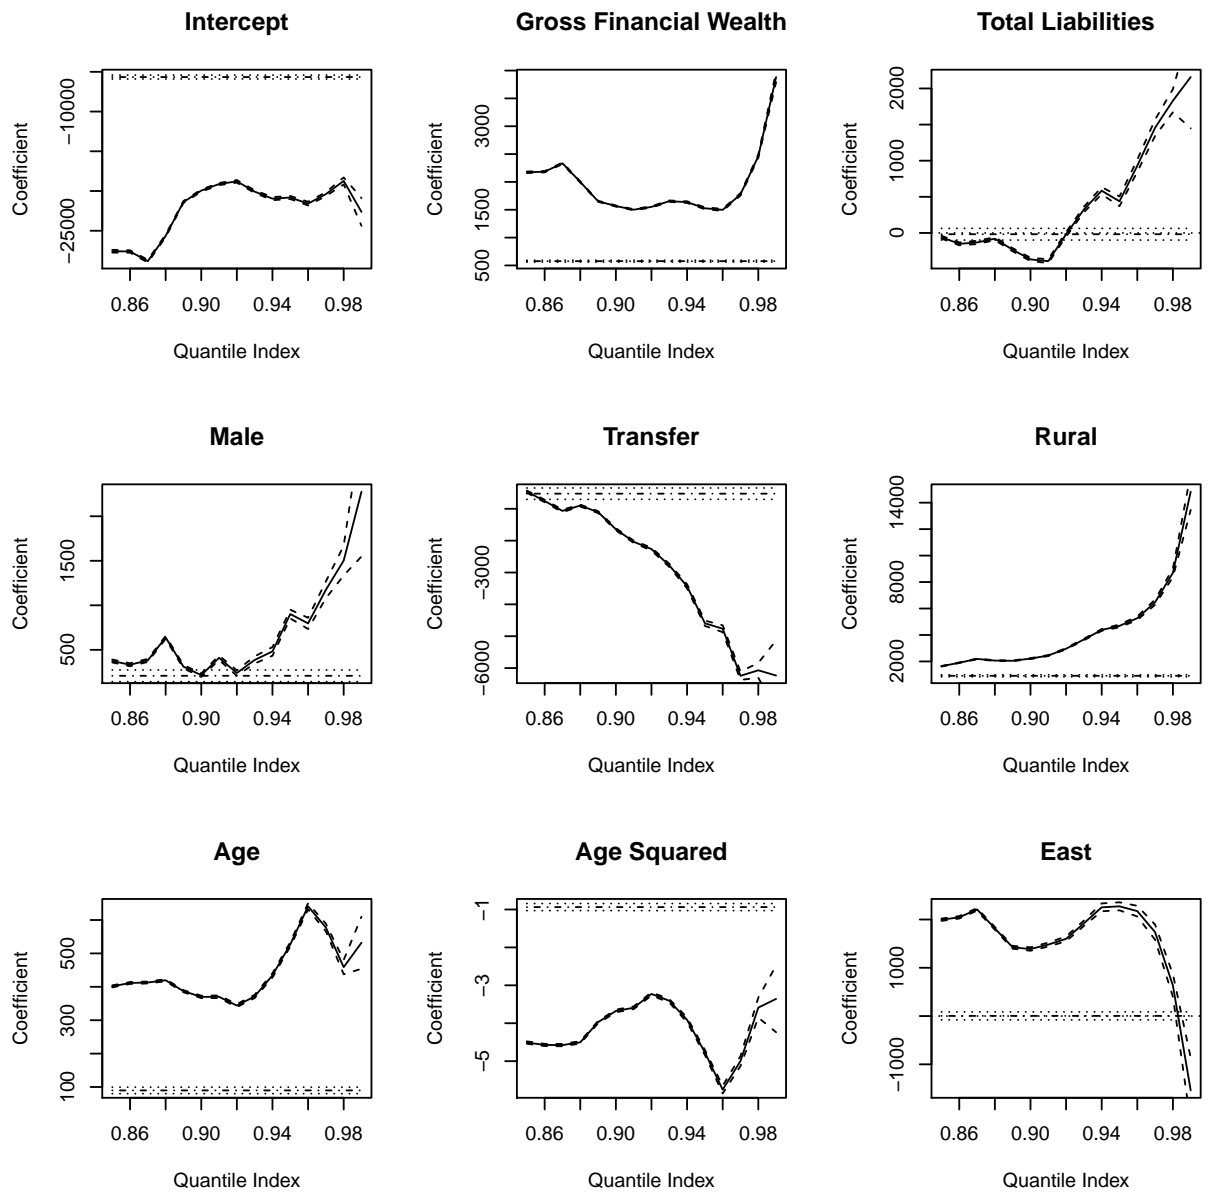 Intercept
Coefficient
−10000
−25000
0.86 0.90 0.94 0.98
Quantile Index
Gross Financial Wealth
Coefficient
3000
1500
500
0.86 0.90 0.94 0.98
Quantile Index
Total Liabilities
Coefficient
2000
1000
0
0.86 0.90 0.94 0.98
Quantile Index
Male
Coefficient
1500
500
0.86 0.90 0.94 0.98
Quantile Index
Transfer
Coefficient
−3000
−6000
0.86 0.90 0.94 0.98
Quantile Index
Rural
Coefficient
14000
8000
2000
0.86 0.90 0.94 0.98
Quantile Index
Age
Coefficient
500
300
100
0.86 0.90 0.94 0.98
Quantile Index
Age Squared
Coefficient
−1
−3
−5
0.86 0.90 0.94 0.98
Quantile Index
East
Coefficient
1000
−1000
0.86 0.90 0.94 0.98
Quantile Index